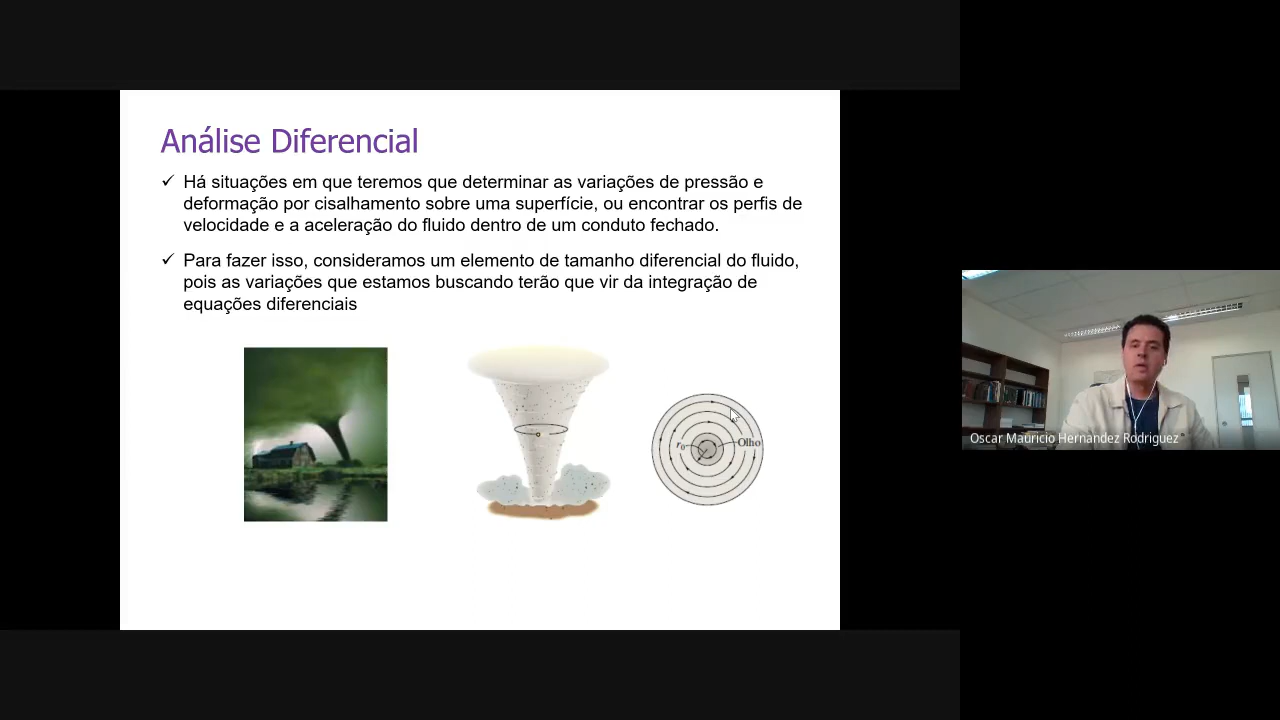 Análise Diferencial
✓ Há situações em que teremos que determinar as variações de pressão e
deformação por cisalhamento sobre uma superfície, ou encontrar os perfis de
velocidade e a aceleração do fluido dentro de um conduto fechado.
✓ Para fazer isso, consideramos um elemento de tamanho diferencial do fluido,
pois as variações que estamos buscando terão que vir da integração de
equações diferenciais
r₀
Olho
Oscar Mauricio Hernandez Rodriguez